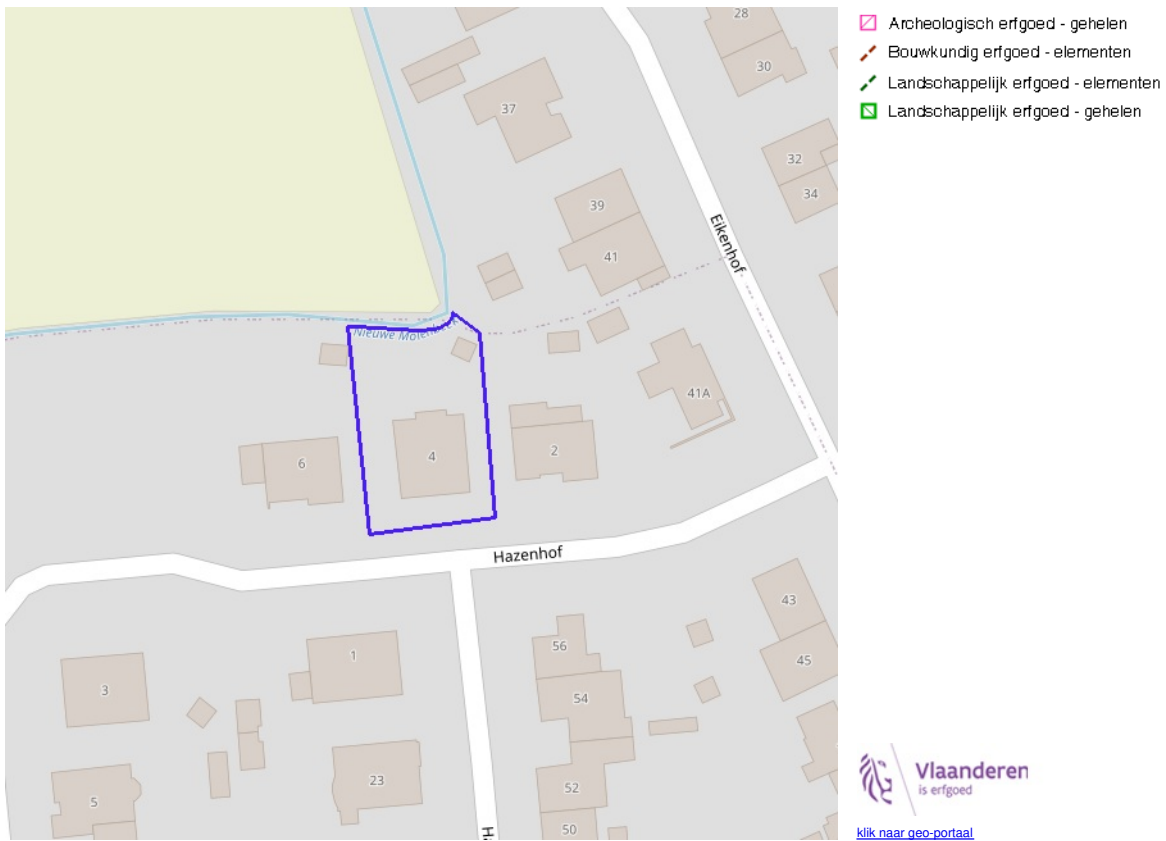 Archeologisch erfgoed - gehelen
Bouwkundig erfgoed - elementen
Landschappelijk erfgoed - elementen
Landschappelijk erfgoed - gehelen
28
30
37
32
34
39
41
Eikenhof
41A
6
4
2
Hazenhof
43
45
56
54
1
3
23
5
52
50
Vlaanderen
is erfgoed
klik naar geo-portaal